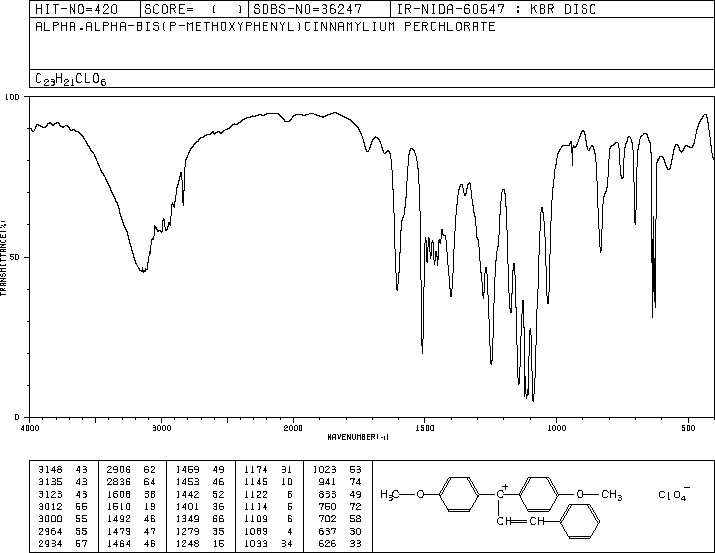 HIT-NO=420 SCORE= ( ) SDBS-NO=36247 IR-NIDA-60547 : KBR DISC
ALPHA,ALPHA-BIS(P-METHOXYPHENYL)CINNAMYLIUM PERCHLORATE
C23H21CLO6
100
50
0
TRANSMITTANCE(%)
4000 3000 2000 1500 1000 500
WAVENUMBER(-1)
3148 43 2906 62 1459 49 1174 31 1023 53
3135 43 2836 64 1453 46 1145 10 941 74
3123 43 1608 38 1442 52 1122 6 833 49
3012 55 1510 19 1401 36 1114 5 750 72
3000 55 1492 46 1349 66 1109 6 702 58
2964 55 1479 47 1279 35 1089 4 637 30
2934 57 1464 46 1248 16 1033 34 626 33
H3C O C + O CH3 ClO4−
CH CH